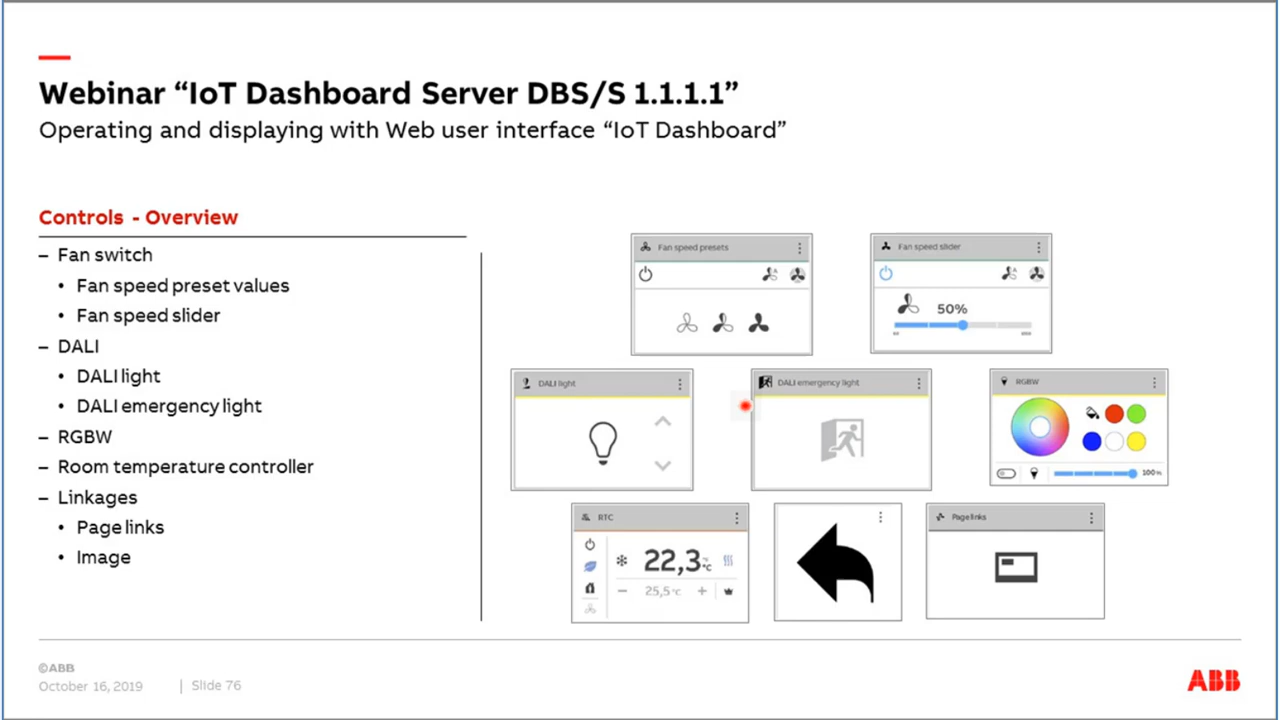 Webinar “IoT Dashboard Server DBS/S 1.1.1.1”
Operating and displaying with Web user interface “IoT Dashboard”
Controls - Overview
– Fan switch
• Fan speed preset values
• Fan speed slider
– DALI
• DALI light
• DALI emergency light
– RGBW
– Room temperature controller
– Linkages
• Page links
• Image
Fan speed presets
Fan speed slider
50%
DALI light
DALI emergency light
RGBW
100%
RTC
22,3 °C
− 25,5 °C +
Page links
©ABB
October 16, 2019 | Slide 76
ABB